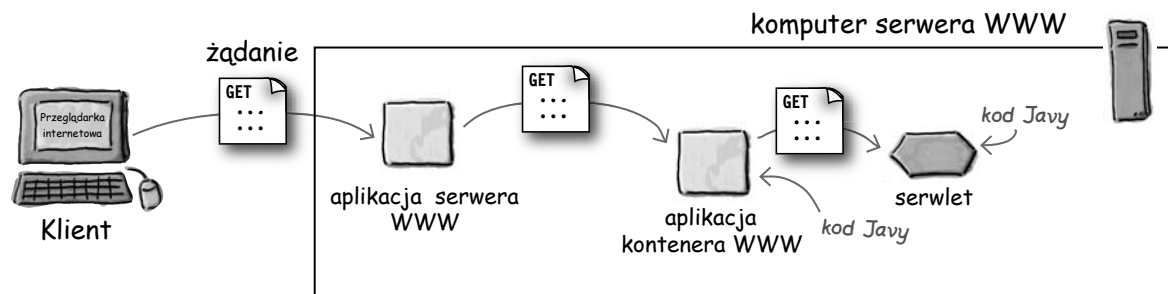 komputer serwera WWW
żądanie
GET
Przeglądarka
internetowa
Klient
aplikacja serwera
WWW
GET
aplikacja
kontenera WWW
kod Javy
GET
serwlet
kod Javy